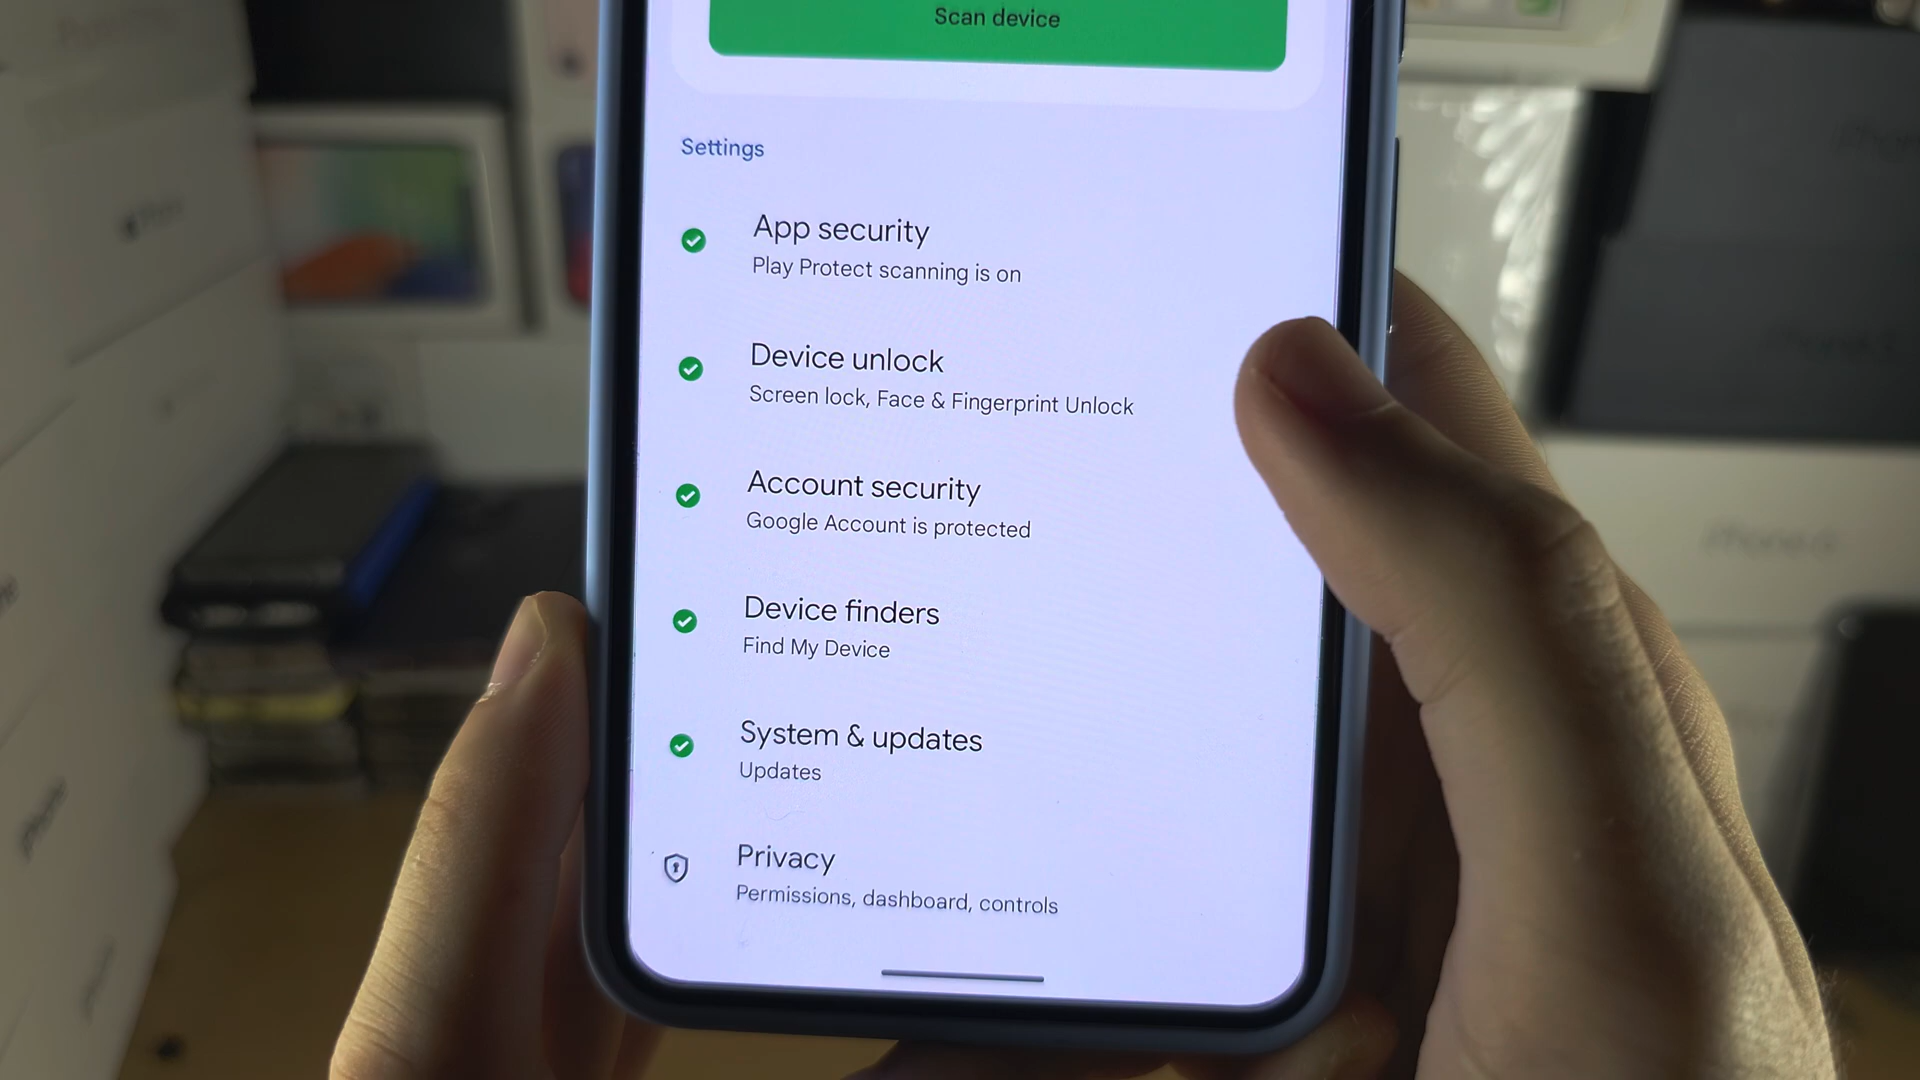 Scan device
Settings
App security
Play Protect scanning is on
Device unlock
Screen lock, Face & Fingerprint Unlock
Account security
Google Account is protected
Device finders
Find My Device
System & updates
Updates
Privacy
Permissions, dashboard, controls